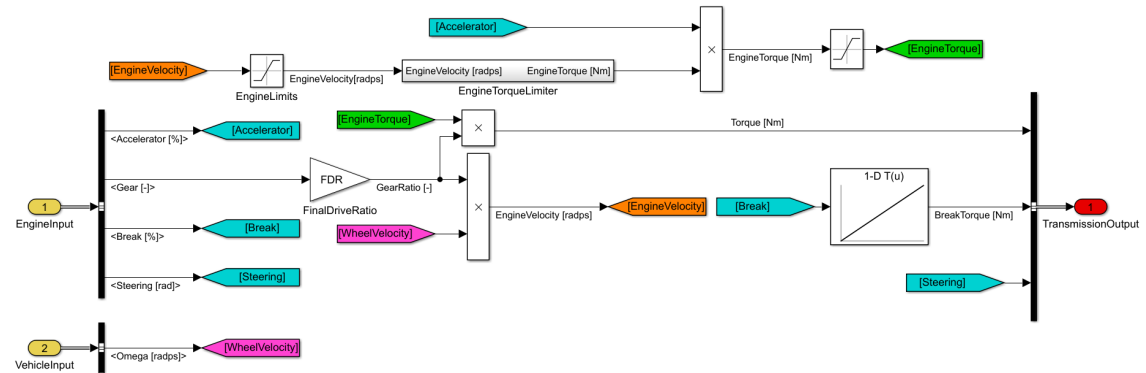 [Accelerator]
×
EngineTorque [Nm]
[EngineTorque]
[EngineVelocity]
EngineLimits
EngineVelocity[radps]
EngineVelocity [radps]
EngineTorque [Nm]
EngineTorqueLimiter
<Accelerator [%]>
[Accelerator]
[EngineTorque]
×
Torque [Nm]
<Gear [-]>
FDR
FinalDriveRatio
GearRatio [-]
×
EngineVelocity [radps]
[EngineVelocity]
[Break]
1-D T(u)
BreakTorque [Nm]
1
TransmissionOutput
1
EngineInput
<Break [%]>
[Break]
[WheelVelocity]
<Steering [rad]>
[Steering]
[Steering]
2
VehicleInput
<Omega [radps]>
[WheelVelocity]